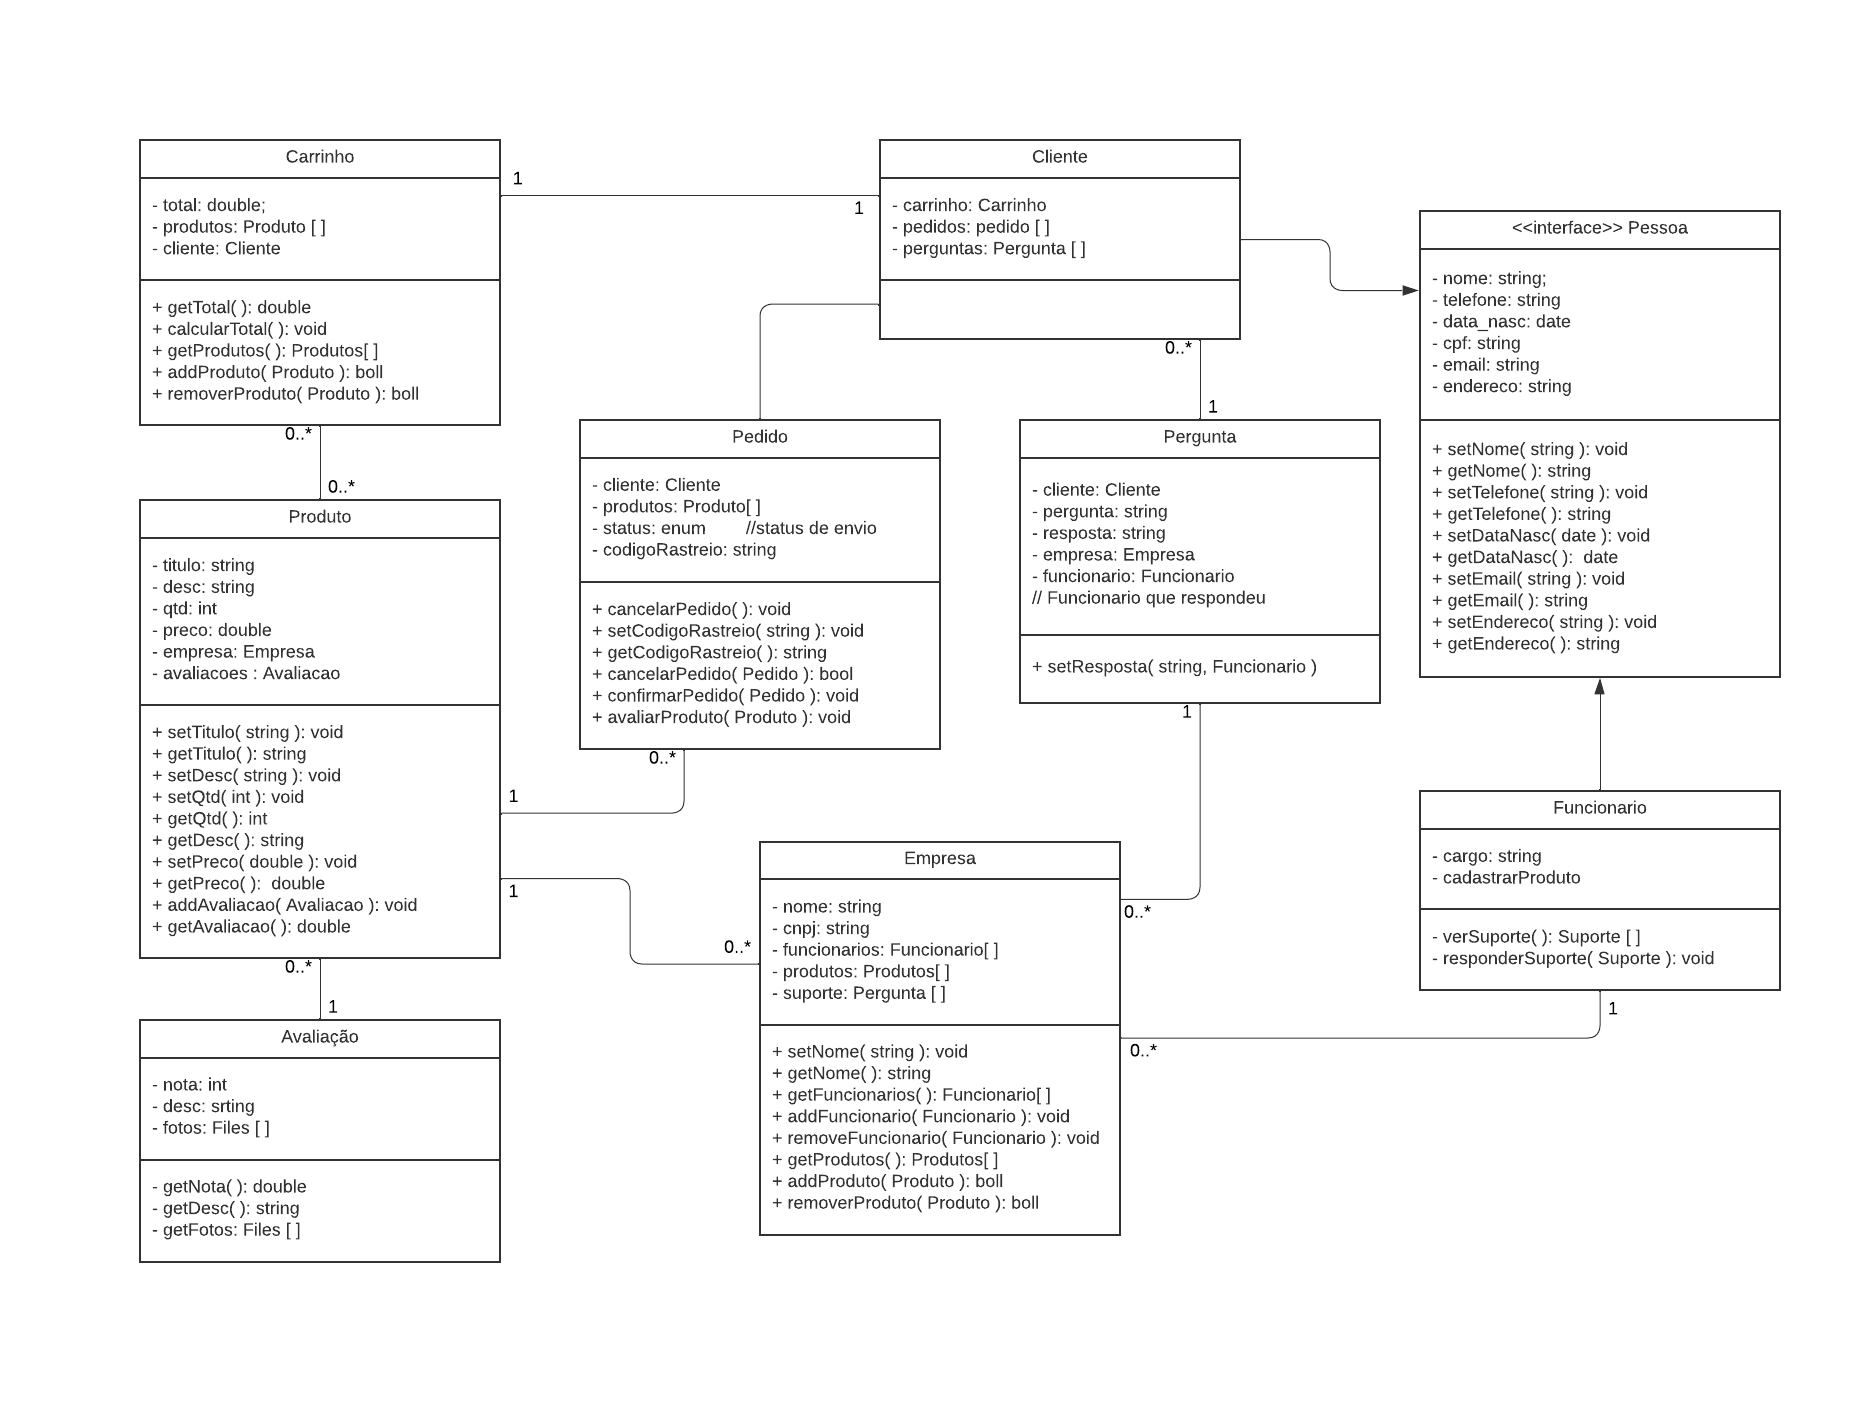 Carrinho
- total: double;
- produtos: Produto [ ]
- cliente: Cliente
+ getTotal( ): double
+ calcularTotal( ): void
+ getProdutos( ): Produtos[ ]
+ addProduto( Produto ): boll
+ removerProduto( Produto ): boll
1
1
Cliente
- carrinho: Carrinho
- pedidos: pedido [ ]
- perguntas: Pergunta [ ]
<<interface>> Pessoa
- nome: string;
- telefone: string
- data_nasc: date
- cpf: string
- email: string
- endereco: string
+ setNome( string ): void
+ getNome( ): string
+ setTelefone( string ): void
+ getTelefone( ): string
+ setDataNasc( date ): void
+ getDataNasc( ):  date
+ setEmail( string ): void
+ getEmail( ): string
+ setEndereco( string ): void
+ getEndereco( ): string
0..*
1
0..*
0..*
Pedido
- cliente: Cliente
- produtos: Produto[ ]
- status: enum        //status de envio
- codigoRastreio: string
+ cancelarPedido( ): void
+ setCodigoRastreio( string ): void
+ getCodigoRastreio( ): string
+ cancelarPedido( Pedido ): bool
+ confirmarPedido( Pedido ): void
+ avaliarProduto( Produto ): void
Pergunta
- cliente: Cliente
- pergunta: string
- resposta: string
- empresa: Empresa
- funcionario: Funcionario
// Funcionario que respondeu
+ setResposta( string, Funcionario )
Produto
- titulo: string
- desc: string
- qtd: int
- preco: double
- empresa: Empresa
- avaliacoes : Avaliacao
+ setTitulo( string ): void
+ getTitulo( ): string
+ setDesc( string ): void
+ setQtd( int ): void
+ getQtd( ): int
+ getDesc( ): string
+ setPreco( double ): void
+ getPreco( ):  double
+ addAvaliacao( Avaliacao ): void
+ getAvaliacao( ): double
0..*
1
1
0..*
1
0..*
Empresa
- nome: string
- cnpj: string
- funcionarios: Funcionario[ ]
- produtos: Produtos[ ]
- suporte: Pergunta [ ]
+ setNome( string ): void
+ getNome( ): string
+ getFuncionarios( ): Funcionario[ ]
+ addFuncionario( Funcionario ): void
+ removeFuncionario( Funcionario ): void
+ getProdutos( ): Produtos[ ]
+ addProduto( Produto ): boll
+ removerProduto( Produto ): boll
Funcionario
- cargo: string
- cadastrarProduto
- verSuporte( ): Suporte [ ]
- responderSuporte( Suporte ): void
1
0..*
0..*
1
Avaliação
- nota: int
- desc: srting
- fotos: Files [ ]
- getNota( ): double
- getDesc( ): string
- getFotos: Files [ ]